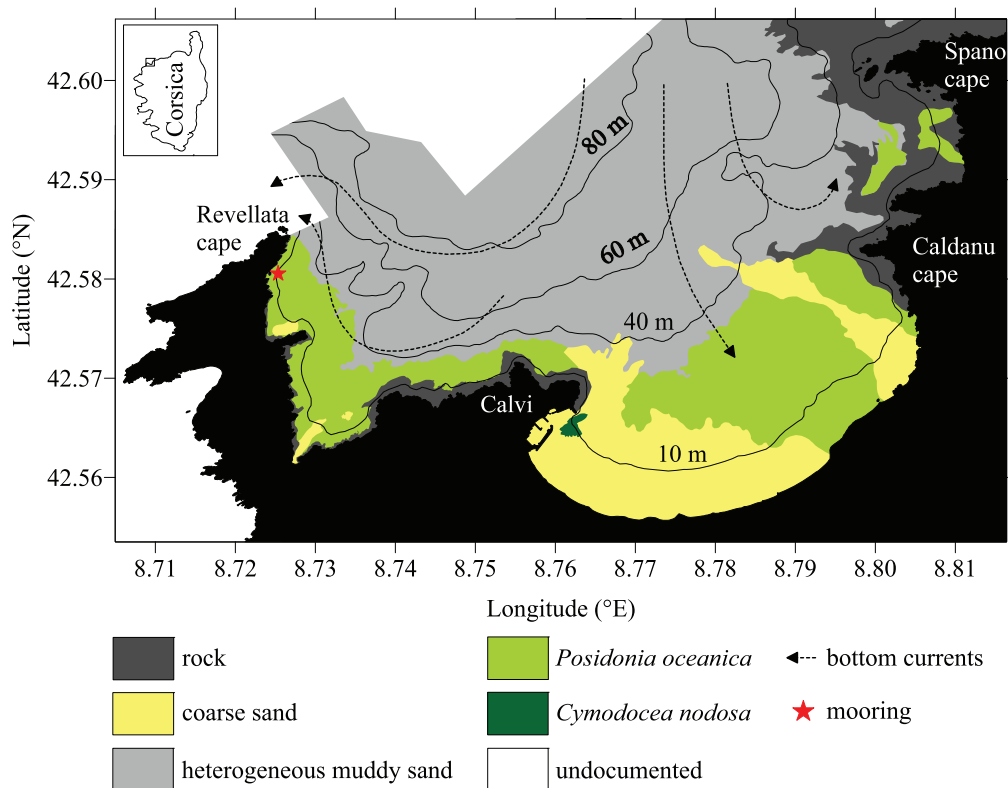 Corsica
Spano
cape
42.60
80 m
42.59
Revellata
cape
60 m
Caldanu
cape
42.58
Latitude (°N)
40 m
42.57
Calvi
10 m
42.56
8.71 8.72 8.73 8.74 8.75 8.76 8.77 8.78 8.79 8.80 8.81
Longitude (°E)
rock
Posidonia oceanica
bottom currents
coarse sand
Cymodocea nodosa
mooring
heterogeneous muddy sand
undocumented